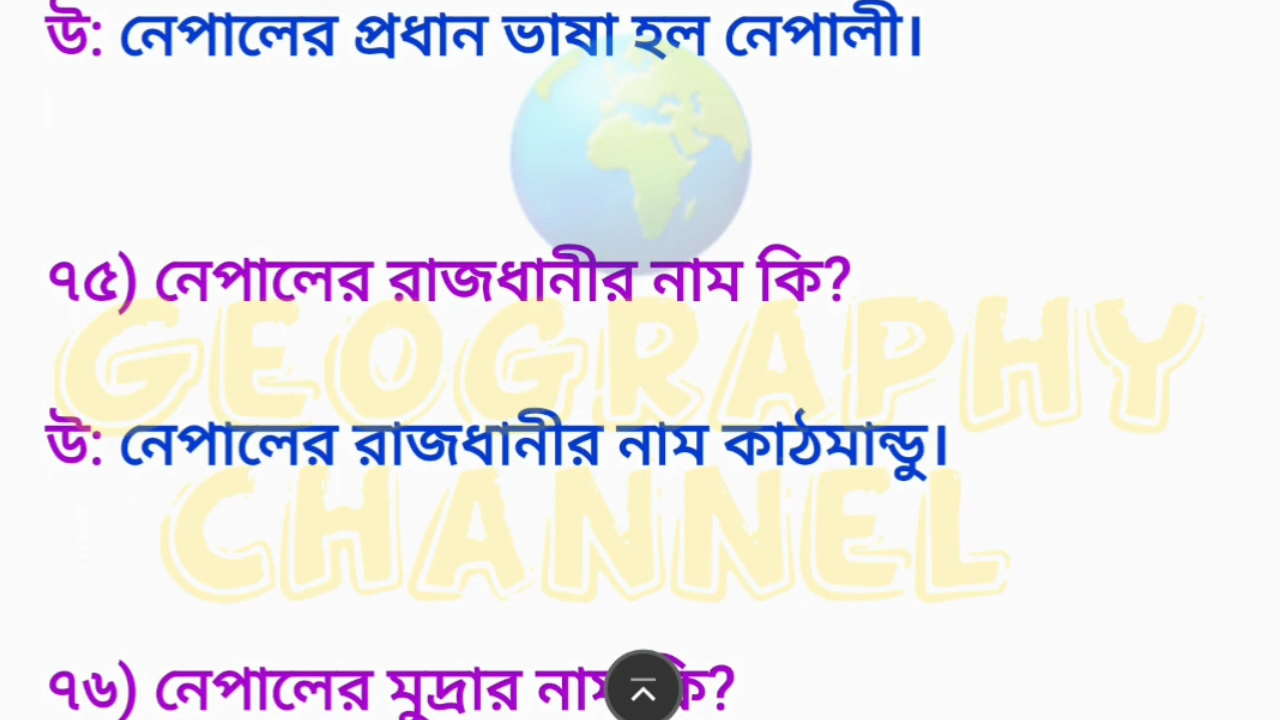 উ: নেপালের প্রধান ভাষা হল নেপালী।
৭৫) নেপালের রাজধানীর নাম কি?
GEOGRAPHY
উ: নেপালের রাজধানীর নাম কাঠমান্ডু।
CHANNEL
৭৬) নেপালের মুদ্রার নাম কি?